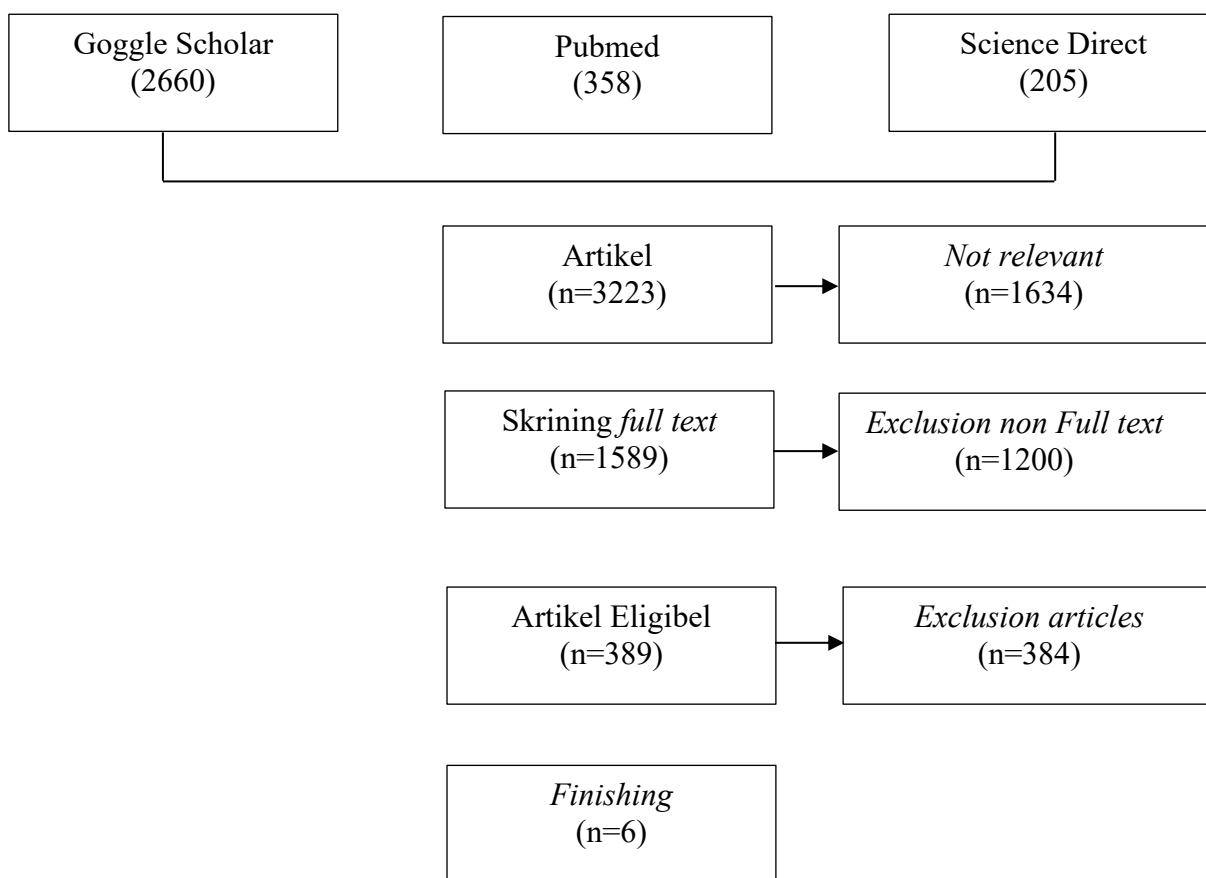 Goggle Scholar
(2660)
Pubmed
(358)
Science Direct
(205)
Artikel
(n=3223)
Not relevant
(n=1634)
Skrining full text
(n=1589)
Exclusion non Full text
(n=1200)
Artikel Eligibel
(n=389)
Exclusion articles
(n=384)
Finishing
(n=6)